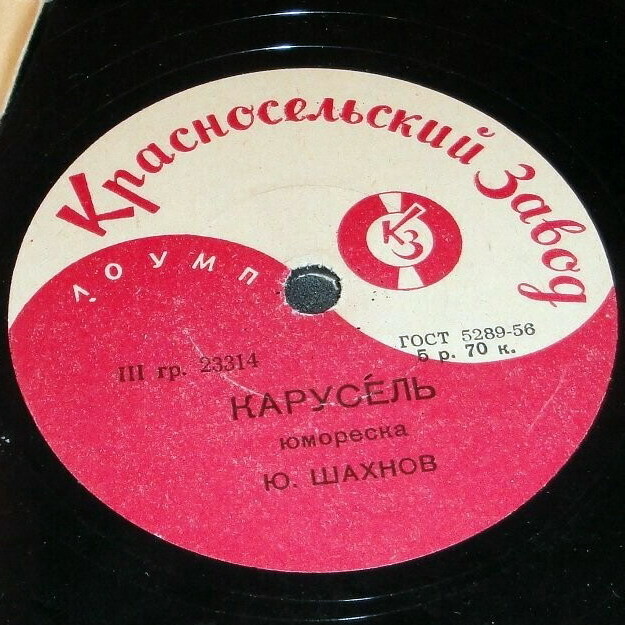 Красносельский Завод
КЗ
ЛОУМП
ГОСТ 5289-56
5 р. 70 к.
III гр. 23314
КАРУСЕ́ЛЬ
юмореска
Ю. ШАХНОВ